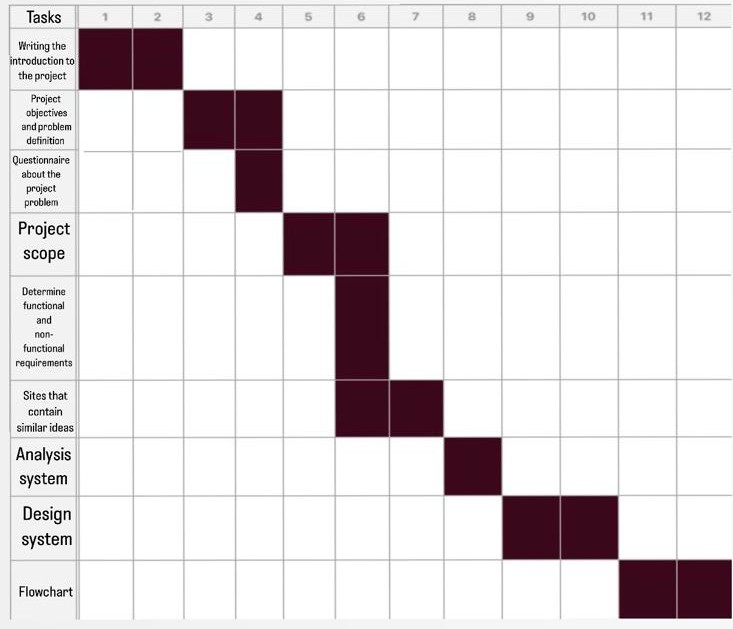 Tasks 1 2 3 4 5 6 7 8 9 10 11 12
Writing the
introduction to
the project
Project
objectives
and problem
definition
Questionnaire
about the
project
problem
Project
scope
Determine
functional
and
non-
functional
requirements
Sites that
contain
similar ideas
Analysis
system
Design
system
Flowchart